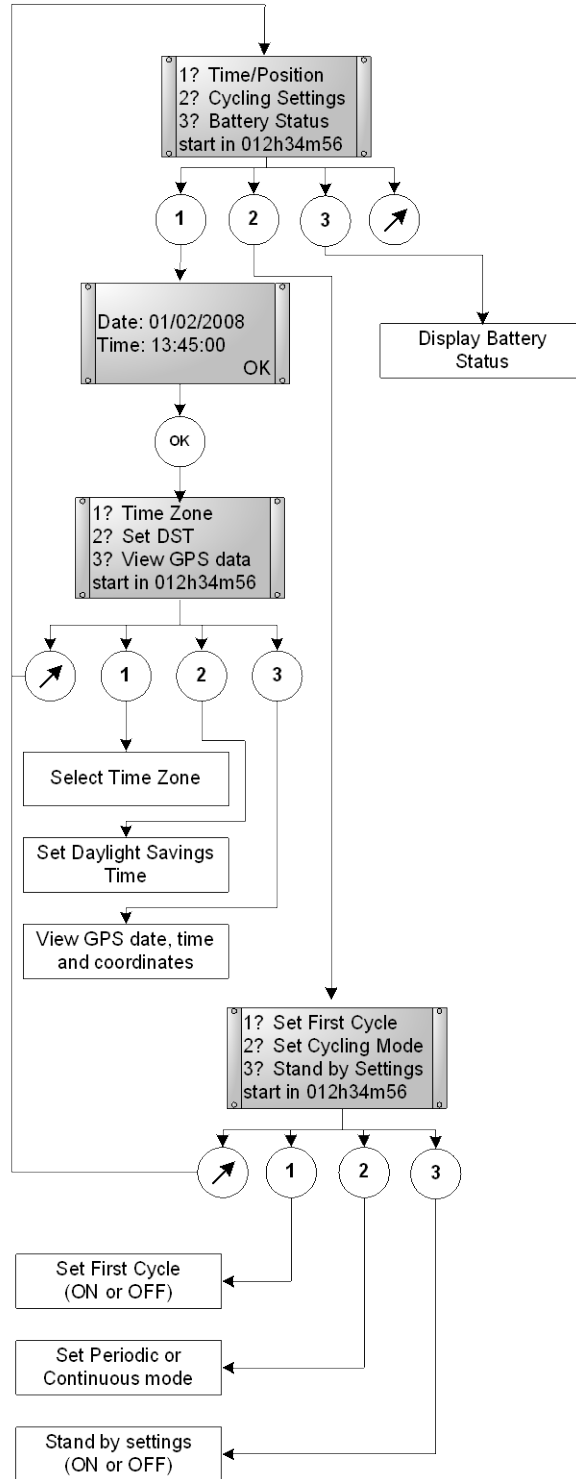 1? Time/Position
2? Cycling Settings
3? Battery Status
start in 012h34m56
1
2
3
Date: 01/02/2008
Time: 13:45:00
OK
Display Battery
Status
OK
1? Time Zone
2? Set DST
3? View GPS data
start in 012h34m56
1
2
3
Select Time Zone
Set Daylight Savings
Time
View GPS date, time
and coordinates
1? Set First Cycle
2? Set Cycling Mode
3? Stand by Settings
start in 012h34m56
1
2
3
Set First Cycle
(ON or OFF)
Set Periodic or
Continuous mode
Stand by settings
(ON or OFF)